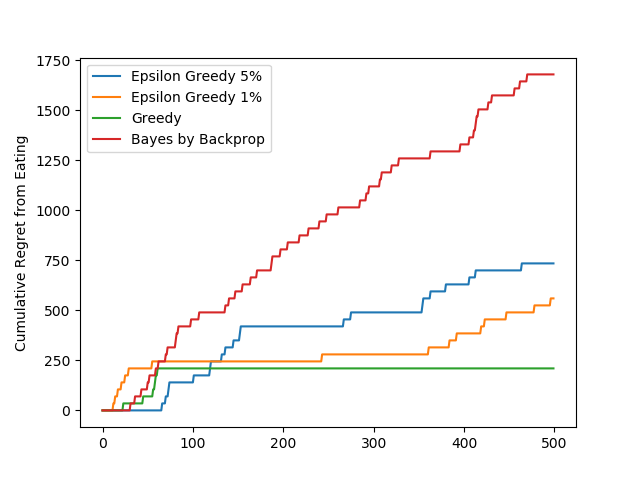 1750
1500
1250
1000
750
500
250
0
Cumulative Regret from Eating
Epsilon Greedy 5%
Epsilon Greedy 1%
Greedy
Bayes by Backprop
0 100 200 300 400 500